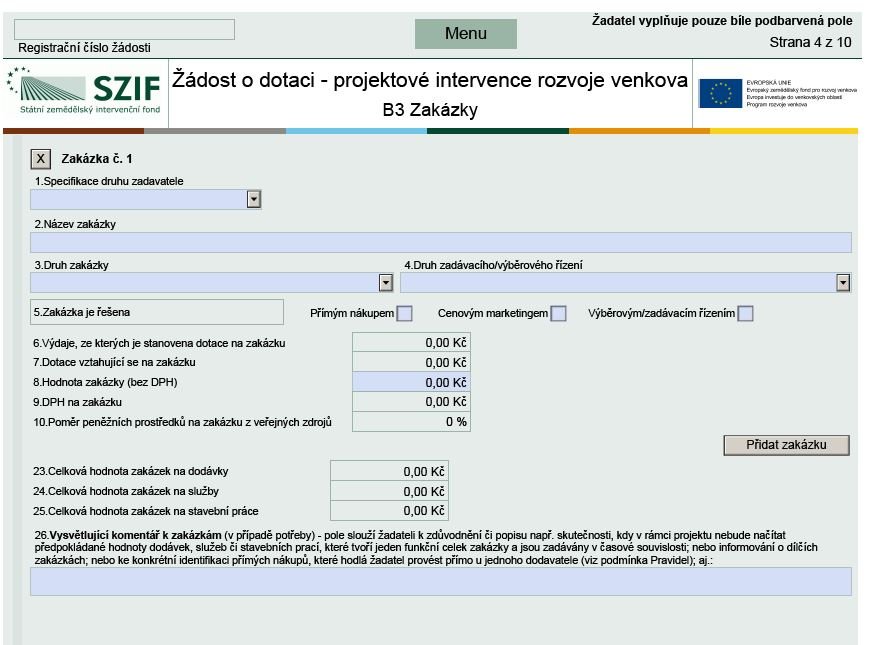 Menu
Žadatel vyplňuje pouze bíle podbarvená pole
Registrační číslo žádosti
Strana 4 z 10
SZIF
Státní zemědělský intervenční fond
Žádost o dotaci - projektové intervence rozvoje venkova
B3 Zakázky
EVROPSKÁ UNIE
Evropský zemědělský fond pro rozvoj venkova
Evropa investuje do venkovských oblastí
Program rozvoje venkova
X Zakázka č. 1
1.Specifikace druhu zadavatele
2.Název zakázky
3.Druh zakázky 4.Druh zadávacího/výběrového řízení
5.Zakázka je řešena Přímým nákupem Cenovým marketingem Výběrovým/zadávacím řízením
6.Výdaje, ze kterých je stanovena dotace na zakázku 0,00 Kč
7.Dotace vztahující se na zakázku 0,00 Kč
8.Hodnota zakázky (bez DPH) 0,00 Kč
9.DPH na zakázku 0,00 Kč
10.Poměr peněžních prostředků na zakázku z veřejných zdrojů 0 %
Přidat zakázku
23.Celková hodnota zakázek na dodávky 0,00 Kč
24.Celková hodnota zakázek na služby 0,00 Kč
25.Celková hodnota zakázek na stavební práce 0,00 Kč
26.Vysvětlující komentář k zakázkám (v případě potřeby) - pole slouží žadateli k zdůvodnění či popisu např. skutečnosti, kdy v rámci projektu nebude načítat
předpokládané hodnoty dodávek, služeb či stavebních prací, které tvoří jeden funkční celek zakázky a jsou zadávány v časové souvislosti; nebo informování o dílčích
zakázkách; nebo ke konkrétní identifikaci přímých nákupů, které hodlá žadatel provést přímo u jednoho dodavatele (viz podmínka Pravidel); aj.: